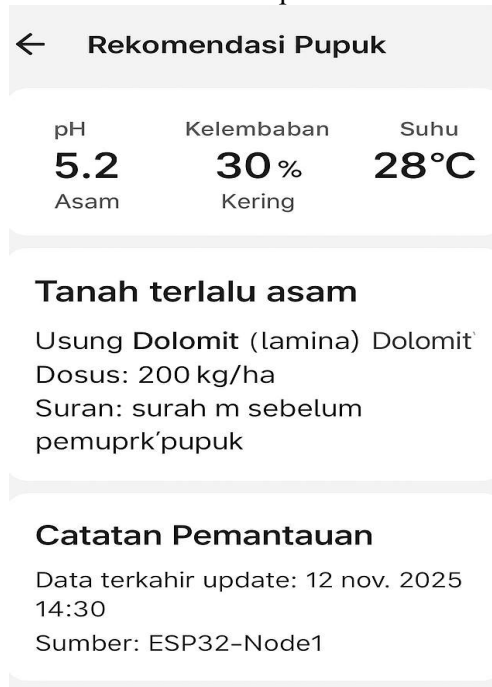 ← Rekomendasi Pupuk
pH Kelembaban Suhu
5.2 30% 28°C
Asam Kering
Tanah terlalu asam
Usung Dolomit (lamina) Dolomit`
Dosus: 200 kg/ha
Suran: surah m sebelum
pemuprk′pupuk
Catatan Pemantauan
Data terkahir update: 12 nov. 2025
14:30
Sumber: ESP32-Node1